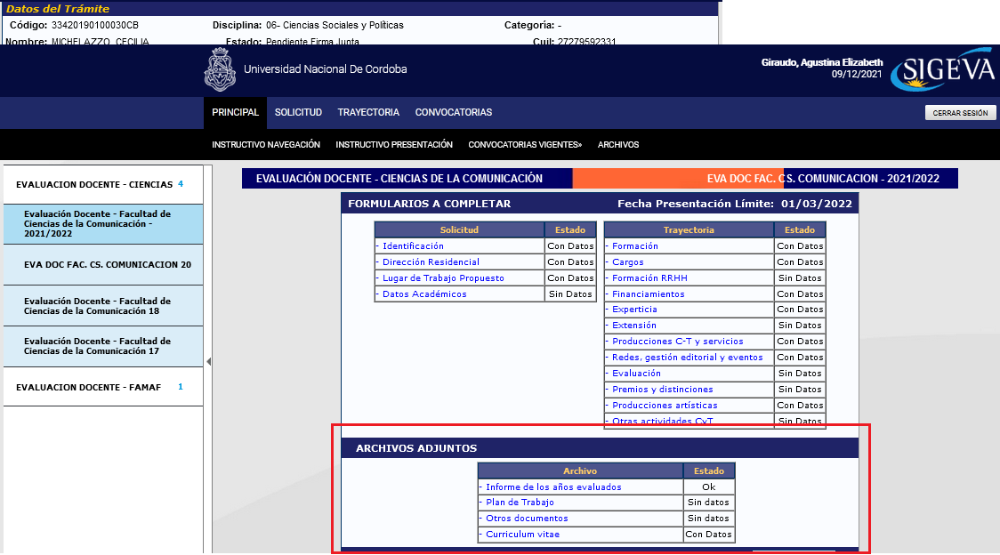 Datos del Trámite
Código: 33420190100030CB Disciplina: 06- Ciencias Sociales y Políticas Categoría: -
Nombre: MICHELAZZO, CECILIA Estado: Pendiente Firma Junta Cuil: 27279592331
Universidad Nacional De Cordoba
Giraudo, Agustina Elizabeth
09/12/2021
SIGEVA
PRINCIPAL SOLICITUD TRAYECTORIA CONVOCATORIAS
CERRAR SESIÓN
INSTRUCTIVO NAVEGACIÓN INSTRUCTIVO PRESENTACIÓN CONVOCATORIAS VIGENTES» ARCHIVOS
EVALUACION DOCENTE - CIENCIAS 4
Evaluación Docente - Facultad de
Ciencias de la Comunicación -
2021/2022
EVA DOC FAC. CS. COMUNICACION 20
Evaluación Docente - Facultad de
Ciencias de la Comunicación 18
Evaluación Docente - Facultad de
Ciencias de la Comunicación 17
EVALUACION DOCENTE - FAMAF 1
EVALUACIÓN DOCENTE - CIENCIAS DE LA COMUNICACIÓN EVA DOC FAC. CS. COMUNICACION - 2021/2022
FORMULARIOS A COMPLETAR Fecha Presentación Límite: 01/03/2022
Solicitud Estado
- Identificación Con Datos
- Dirección Residencial Con Datos
- Lugar de Trabajo Propuesto Con Datos
- Datos Académicos Sin Datos
Trayectoria Estado
- Formación Con Datos
- Cargos Con Datos
- Formación RRHH Sin Datos
- Financiamientos Con Datos
- Experticia Con Datos
- Extensión Sin Datos
- Producciones C-T y servicios Con Datos
- Redes, gestión editorial y eventos Con Datos
- Evaluación Sin Datos
- Premios y distinciones Sin Datos
- Producciones artísticas Con Datos
- Otras actividades CyT Sin Datos
ARCHIVOS ADJUNTOS
Archivo Estado
- Informe de los años evaluados Ok
- Plan de Trabajo Sin datos
- Otros documentos Sin datos
- Curriculum vitae Con Datos